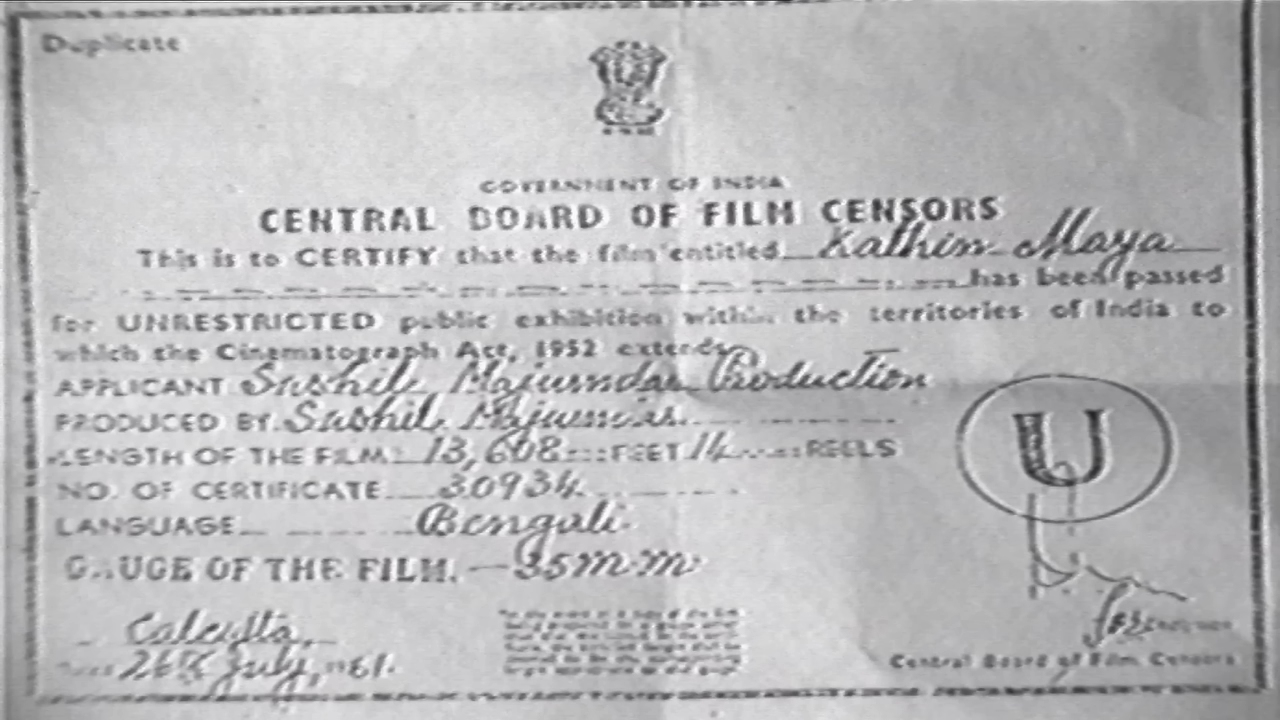 Duplicate
GOVERNMENT OF INDIA
CENTRAL BOARD OF FILM CENSORS
This is to CERTIFY that the film entitled Kathin Maya
has been passed
for UNRESTRICTED public exhibition within the territories of India to
which the Cinematograph Act, 1952 extends.
APPLICANT Sushil Majumdar Production
PRODUCED BY Sushil Majumdar
LENGTH OF THE FILM 13,608 FEET 14 REELS
NO. OF CERTIFICATE 30934
LANGUAGE Bengali
GAUGE OF THE FILM. - 35 m.m.
U
Calcutta,
26th July, 1961.
Central Board of Film Censors